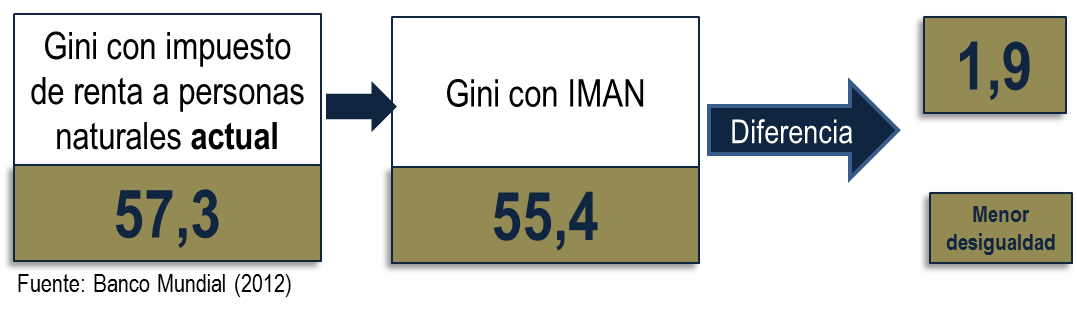 Gini con impuesto
de renta a personas
naturales actual
57,3
Gini con IMAN
55,4
Diferencia
1,9
Menor
desigualdad
Fuente: Banco Mundial (2012)